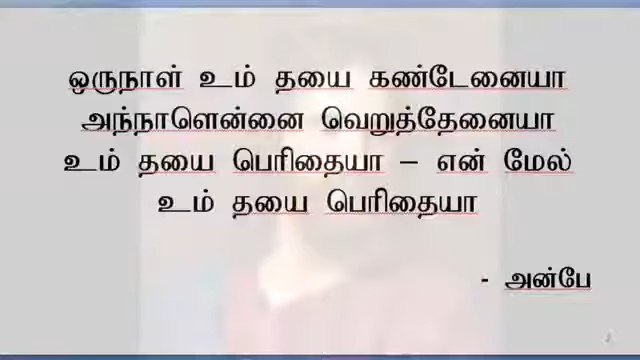 ஒருநாள் உம் தயை கண்டேனையா
அந்நாளென்னை வெறுத்தேனையா
உம் தயை பெரிதையா – என் மேல்
உம் தயை பெரிதையா
- அன்பே